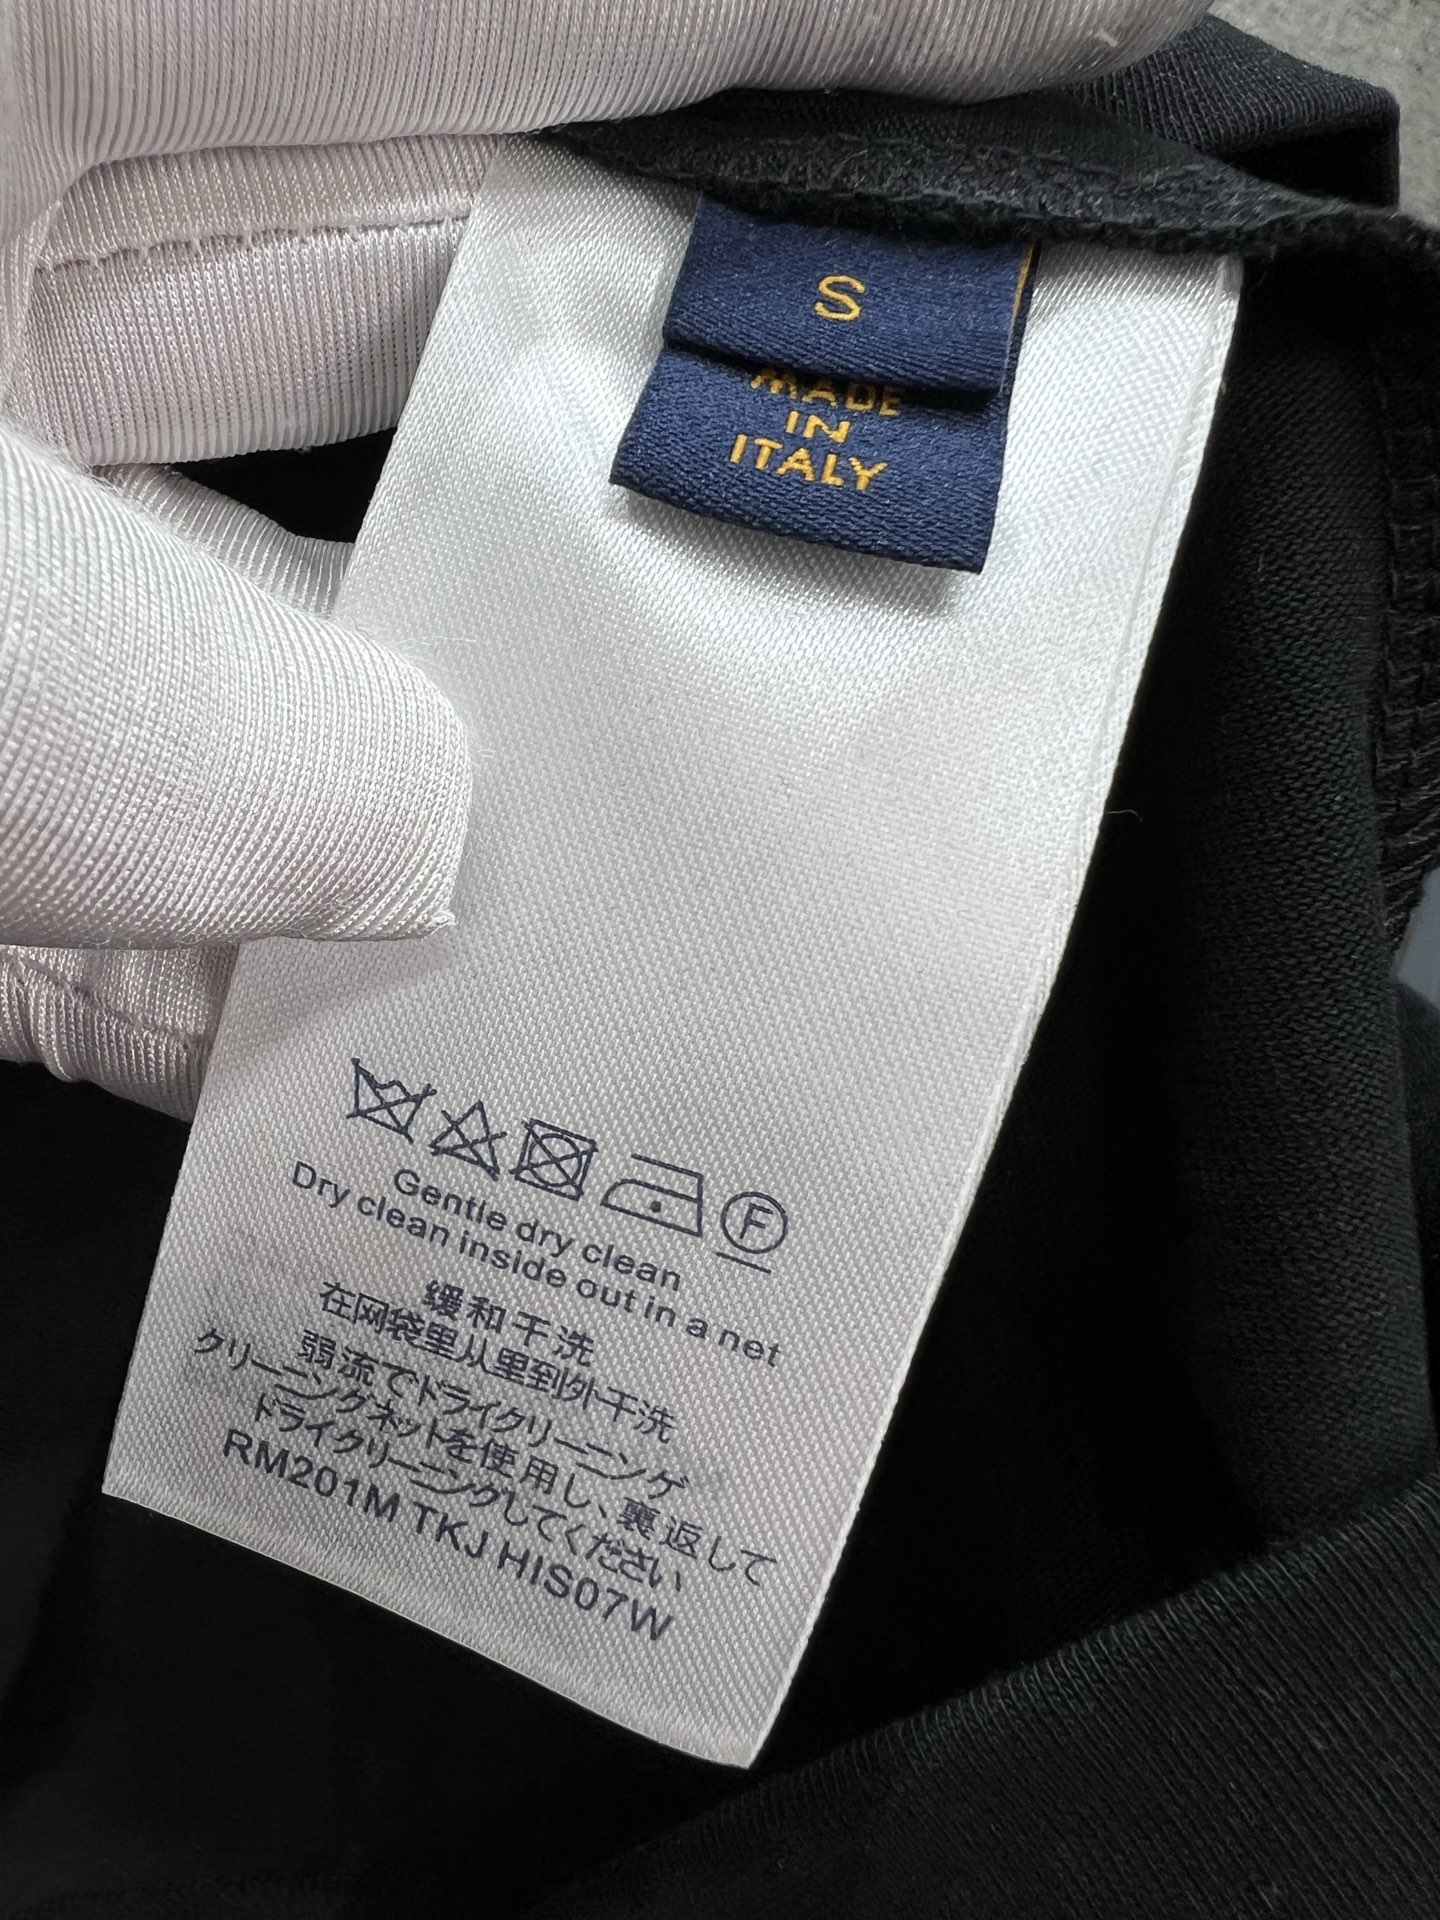 S
MADE
IN
ITALY
F
Gentle dry clean
Dry clean inside out in a net
缓和干洗
在网袋里从里到外干洗
弱流でドライクリーニング
クリーニングネットを使用し、裏返して
ドライクリーニングしてください
RM201M TKJ HIS07W